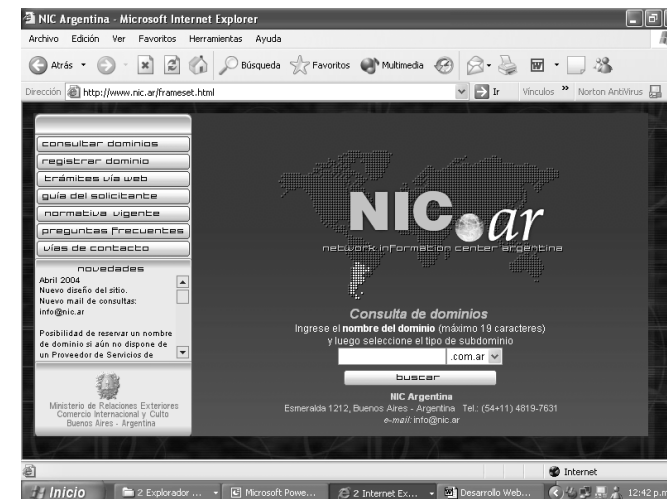 NIC Argentina - Microsoft Internet Explorer
Archivo Edición Ver Favoritos Herramientas Ayuda
Atrás Búsqueda Favoritos Multimedia
Dirección http://www.nic.ar/frameset.html Ir Vínculos » Norton AntiVirus
consultar dominios
registrar dominio
trámites vía web
guía del solicitante
normativa vigente
preguntas frecuentes
vías de contacto
novedades
Abril 2004
Nuevo diseño del sitio.
Nuevo mail de consultas:
info@nic.ar
Posibilidad de reservar un nombre
de dominio si aún no dispone de
un Proveedor de Servicios de
Ministerio de Relaciones Exteriores
Comercio Internacional y Culto
Buenos Aires - Argentina
NIC.ar
network information center argentina
Consulta de dominios
Ingrese el nombre del dominio (máximo 19 caracteres)
y luego seleccione el tipo de subdominio
.com.ar
buscar
NIC Argentina
Esmeralda 1212, Buenos Aires - Argentina Tel.: (54+11) 4819-7631
e-mail: info@nic.ar
Internet
Inicio 2 Explorador ... Microsoft Powe... 2 Internet Ex... Desarrollo Web... 12:42 p.m.